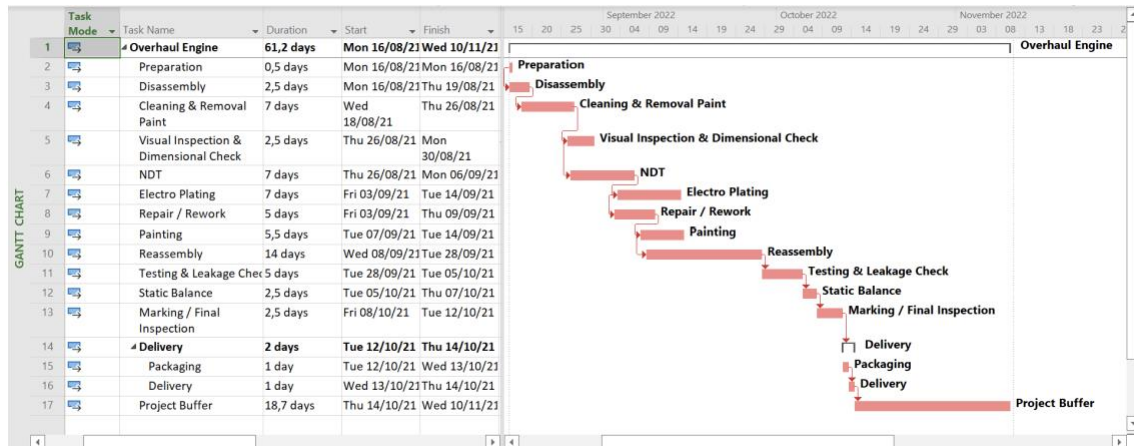 Task
Mode Task Name Duration Start Finish
September 2022 October 2022 November 2022
15 20 25 30 04 09 14 19 24 29 04 09 14 19 24 29 03 08 13 18 23
1 Overhaul Engine 61,2 days Mon 16/08/21 Wed 10/11/21 Overhaul Engine
2 Preparation 0,5 days Mon 16/08/21 Mon 16/08/21 Preparation
3 Disassembly 2,5 days Mon 16/08/21 Thu 19/08/21 Disassembly
4 Cleaning & Removal 7 days Wed Thu 26/08/21 Cleaning & Removal Paint
Paint 18/08/21
5 Visual Inspection & 2,5 days Thu 26/08/21 Mon Visual Inspection & Dimensional Check
Dimensional Check 30/08/21
6 NDT 7 days Thu 26/08/21 Mon 06/09/21 NDT
7 Electro Plating 7 days Fri 03/09/21 Tue 14/09/21 Electro Plating
8 Repair / Rework 5 days Fri 03/09/21 Thu 09/09/21 Repair / Rework
9 Painting 5,5 days Tue 07/09/21 Tue 14/09/21 Painting
10 Reassembly 14 days Wed 08/09/21 Tue 28/09/21 Reassembly
11 Testing & Leakage Chec 5 days Tue 28/09/21 Tue 05/10/21 Testing & Leakage Check
12 Static Balance 2,5 days Tue 05/10/21 Thu 07/10/21 Static Balance
13 Marking / Final 2,5 days Fri 08/10/21 Tue 12/10/21 Marking / Final Inspection
Inspection
14 Delivery 2 days Tue 12/10/21 Thu 14/10/21 Delivery
15 Packaging 1 day Tue 12/10/21 Wed 13/10/21 Packaging
16 Delivery 1 day Wed 13/10/21 Thu 14/10/21 Delivery
17 Project Buffer 18,7 days Thu 14/10/21 Wed 10/11/21 Project Buffer
GANTT CHART